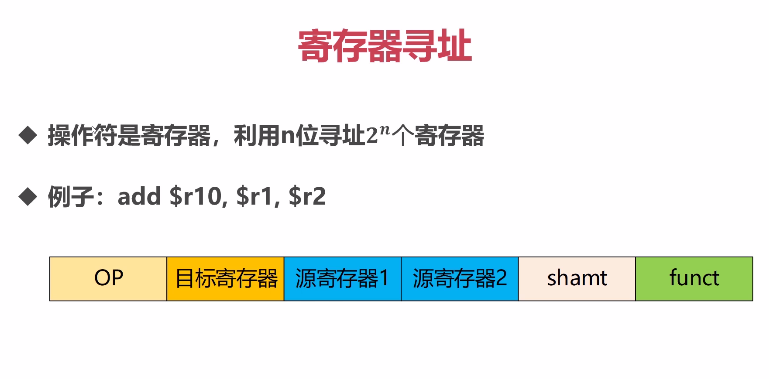 寄存器寻址
◆ 操作符是寄存器，利用n位寻址2ⁿ个寄存器
◆ 例子：add $r10, $r1, $r2
OP 目标寄存器 源寄存器1 源寄存器2 shamt funct